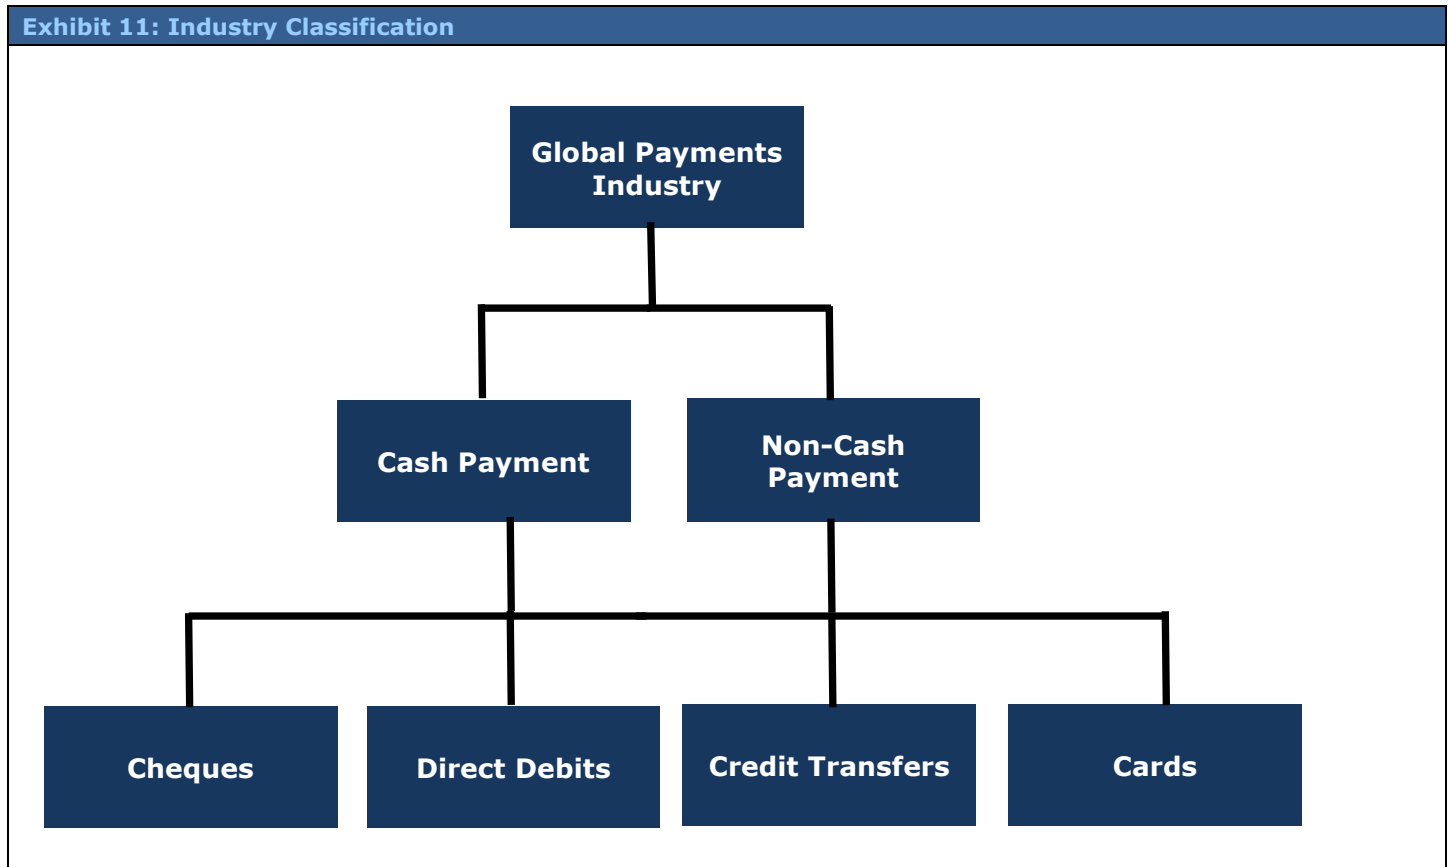 Exhibit 11: Industry Classification
Global Payments
Industry
Cash Payment
Non-Cash
Payment
Cheques
Direct Debits
Credit Transfers
Cards